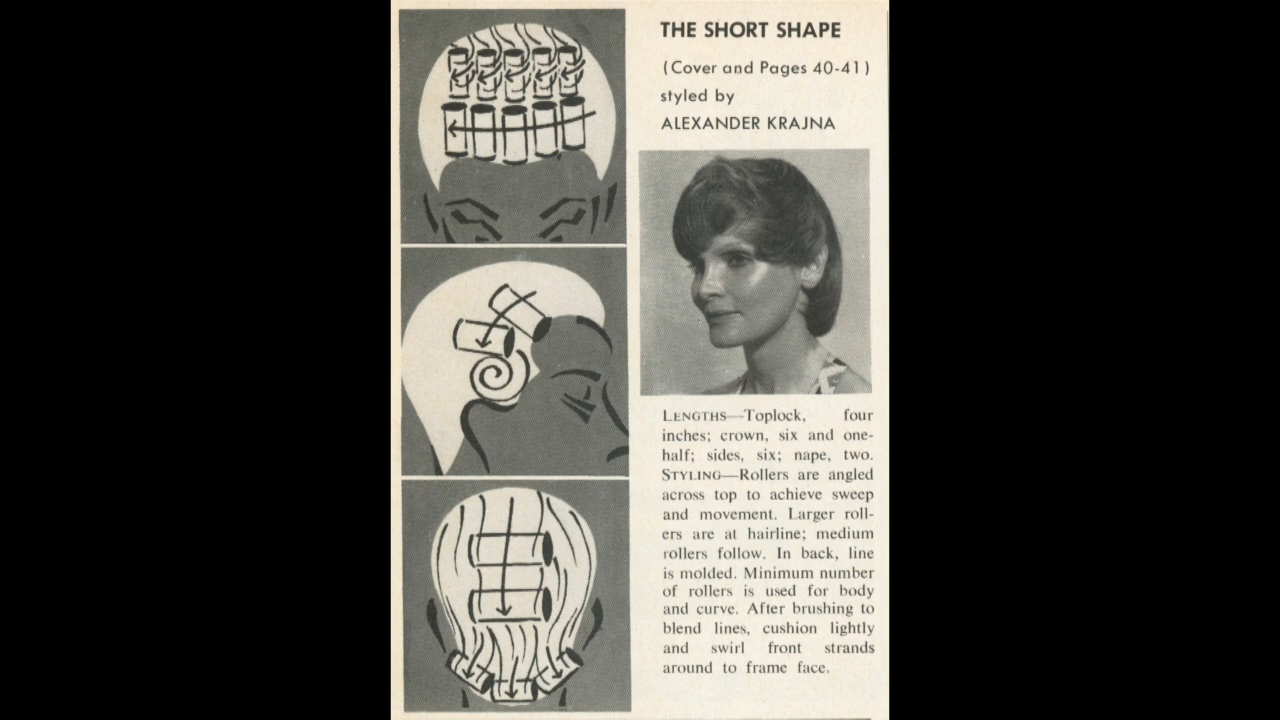 THE SHORT SHAPE
(Cover and Pages 40-41)
styled by
ALEXANDER KRAJNA
LENGTHS—Toplock, four
inches; crown, six and one-
half; sides, six; nape, two.
STYLING—Rollers are angled
across top to achieve sweep
and movement. Larger roll-
ers are at hairline; medium
rollers follow. In back, line
is molded. Minimum number
of rollers is used for body
and curve. After brushing to
blend lines, cushion lightly
and swirl front strands
around to frame face.